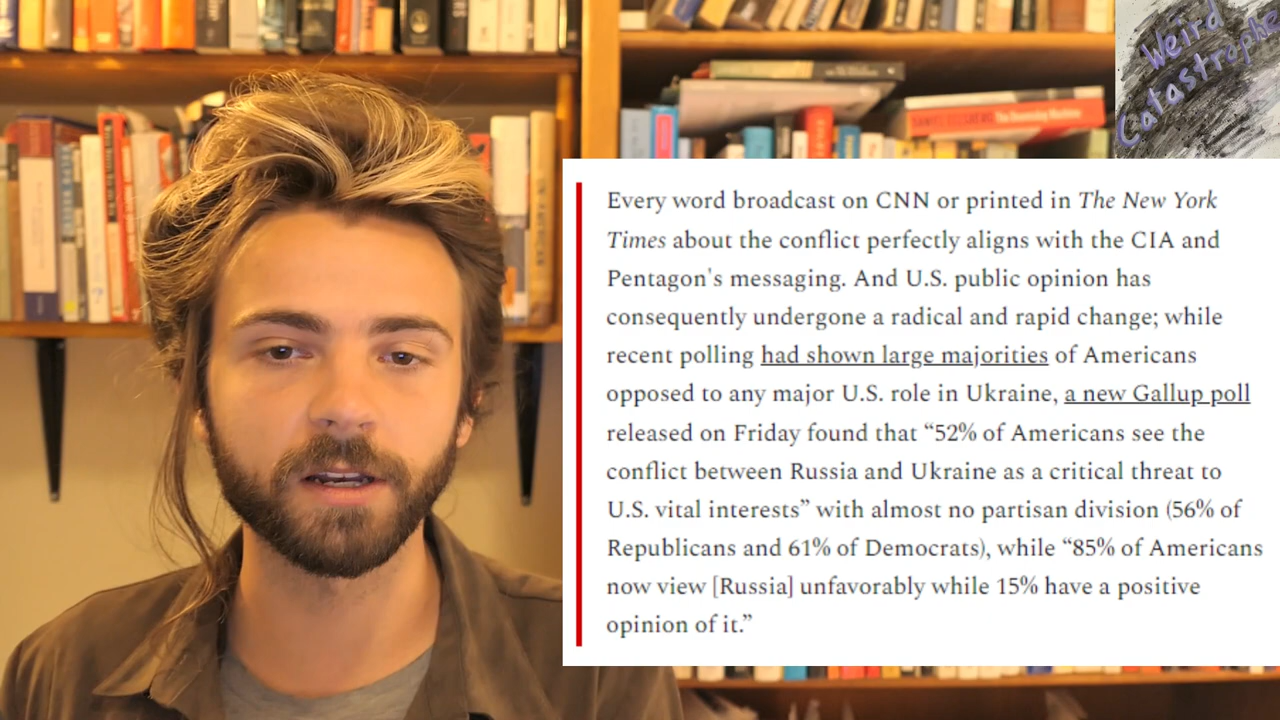 Weird
Catastrophe
Every word broadcast on CNN or printed in The New York
Times about the conflict perfectly aligns with the CIA and
Pentagon's messaging. And U.S. public opinion has
consequently undergone a radical and rapid change; while
recent polling had shown large majorities of Americans
opposed to any major U.S. role in Ukraine, a new Gallup poll
released on Friday found that “52% of Americans see the
conflict between Russia and Ukraine as a critical threat to
U.S. vital interests” with almost no partisan division (56% of
Republicans and 61% of Democrats), while “85% of Americans
now view [Russia] unfavorably while 15% have a positive
opinion of it.”